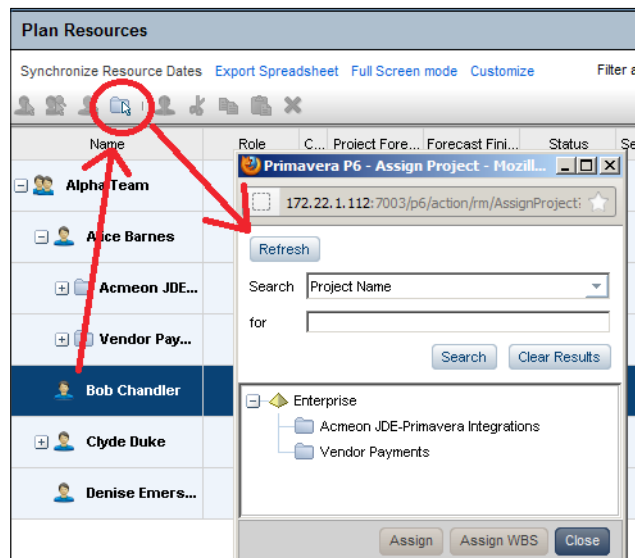 Plan Resources
Synchronize Resource Dates Export Spreadsheet Full Screen mode Customize Filter a
Name Role C... Project Fore... Forecast Fini... Status Se
Primavera P6 - Assign Project - Mozill...
Alpha Team
172.22.1.112:7003/p6/action/rm/AssignProject?
Alice Barnes
Refresh
Acmeon JDE...
Search Project Name
Vendor Pay...
for
Search Clear Results
Bob Chandler
Enterprise
Acmeon JDE-Primavera Integrations
Clyde Duke
Vendor Payments
Denise Emers...
Assign Assign WBS Close